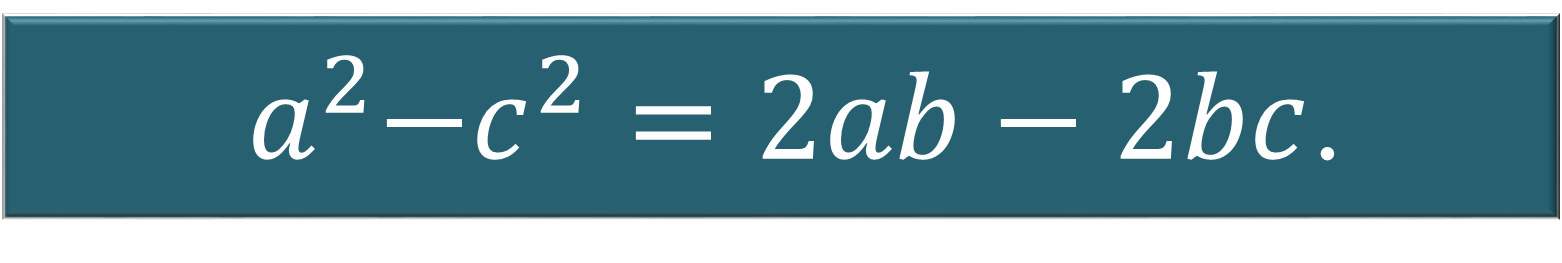 a²−c² = 2ab − 2bc.